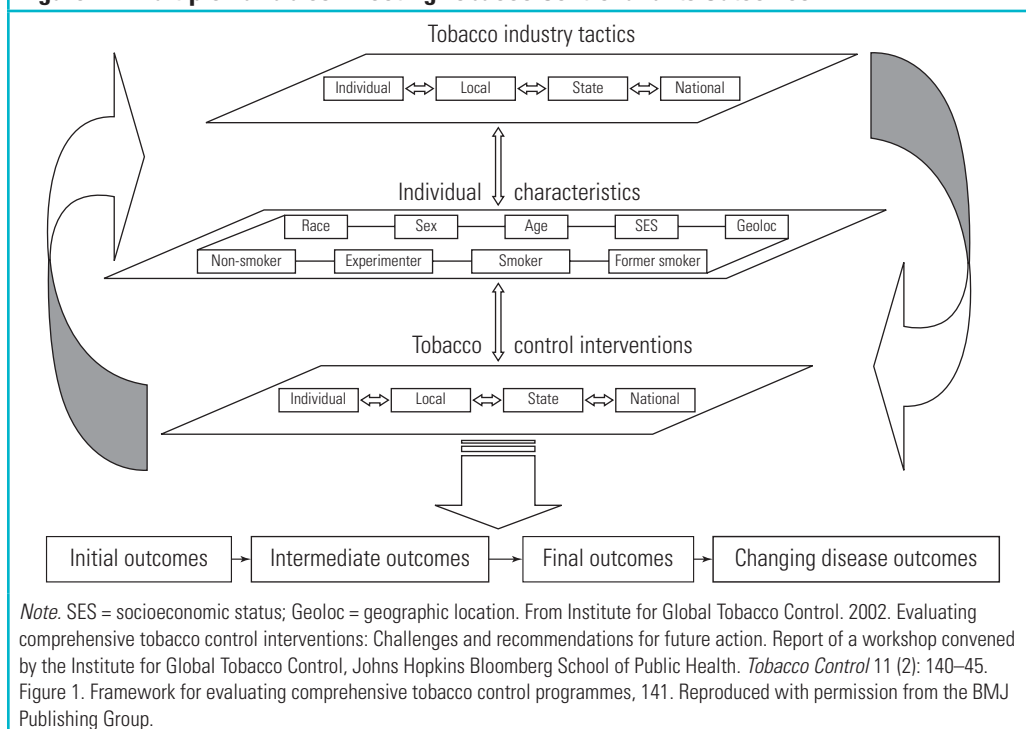 Tobacco industry tactics
Individual Local State National
Individual characteristics
Race Sex Age SES Geoloc
Non-smoker Experimenter Smoker Former smoker
Tobacco control interventions
Individual Local State National
Initial outcomes Intermediate outcomes Final outcomes Changing disease outcomes
Note. SES = socioeconomic status; Geoloc = geographic location. From Institute for Global Tobacco Control. 2002. Evaluating
comprehensive tobacco control interventions: Challenges and recommendations for future action. Report of a workshop convened
by the Institute for Global Tobacco Control, Johns Hopkins Bloomberg School of Public Health. Tobacco Control 11 (2): 140–45.
Figure 1. Framework for evaluating comprehensive tobacco control programmes, 141. Reproduced with permission from the BMJ
Publishing Group.